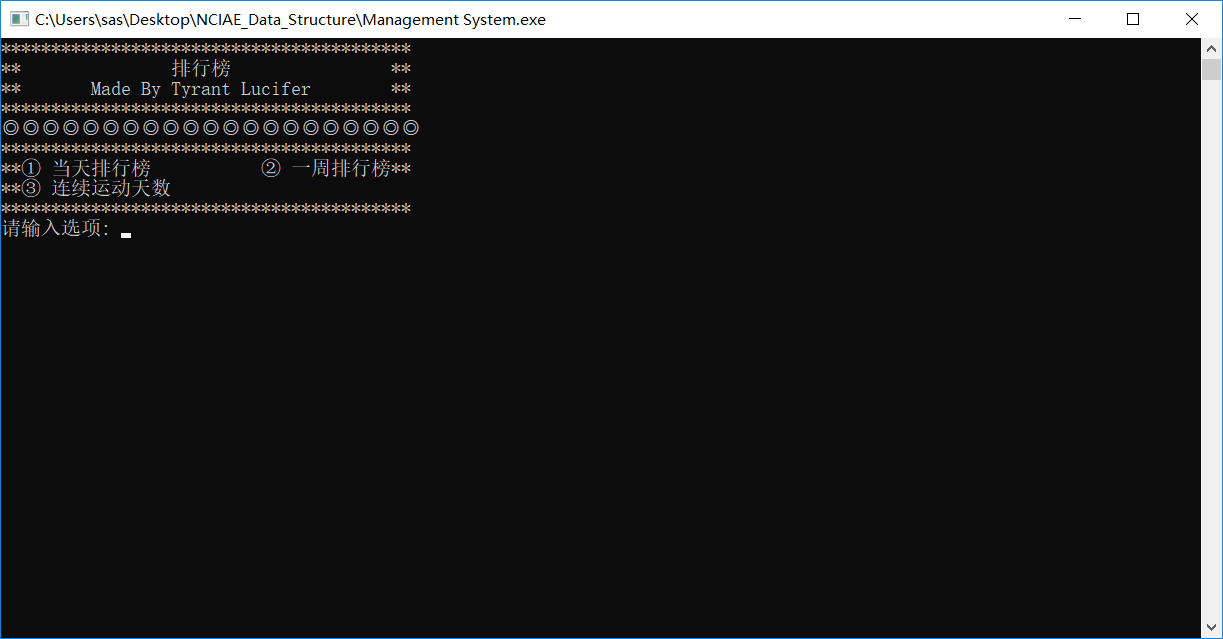 C:\Users\sas\Desktop\NCIAE_Data_Structure\Management System.exe
*****************************************
**               排行榜                **
**       Made By Tyrant Lucifer        **
*****************************************
◎◎◎◎◎◎◎◎◎◎◎◎◎◎◎◎◎◎◎◎◎
*****************************************
**① 当天排行榜           ② 一周排行榜**
**③ 连续运动天数
*****************************************
请输入选项: